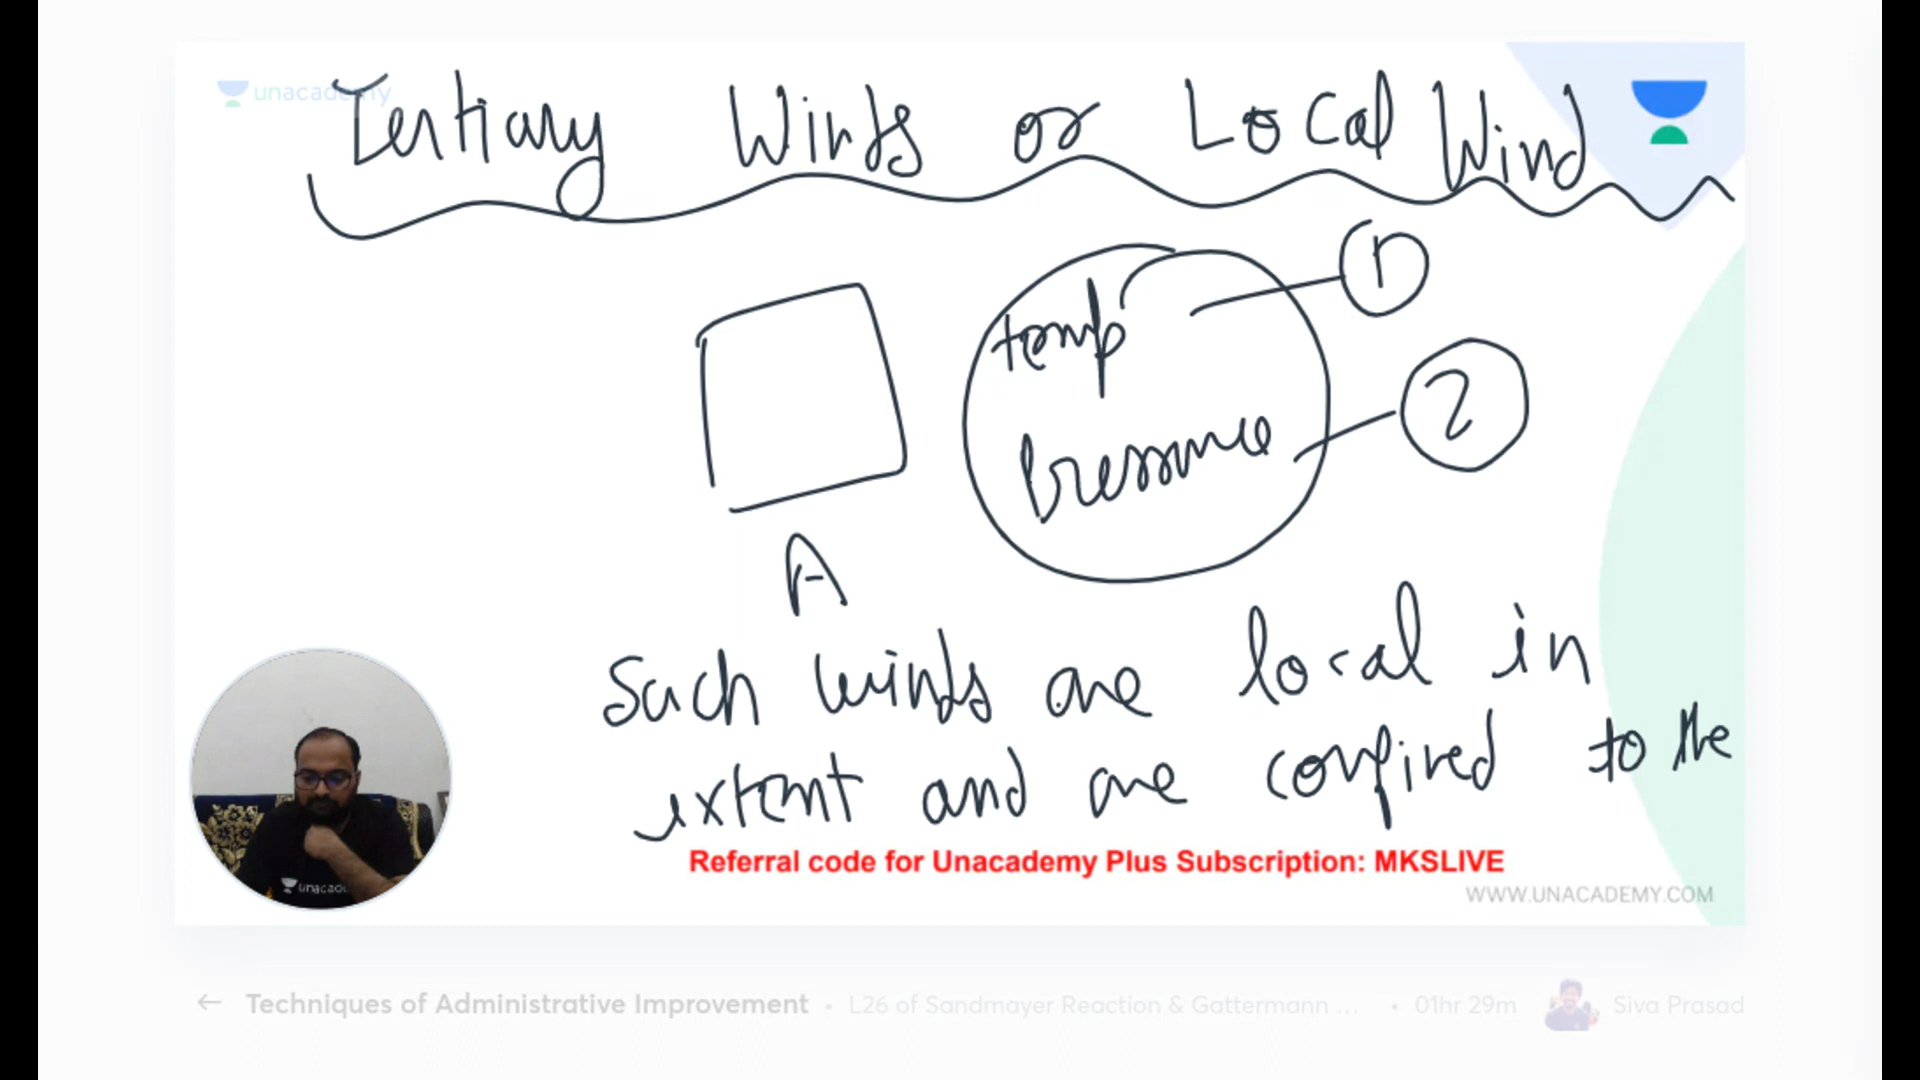 unacademy
Tertiary Winds or Local Wind
temp
1
Pressure
2
A
Such winds are local in
extent and are confined to the
Referral code for Unacademy Plus Subscription: MKSLIVE
WWW.UNACADEMY.COM
unacad
← Techniques of Administrative Improvement • L26 of Sandmayer Reaction & Gattermann ... • 01hr 29m Siva Prasad